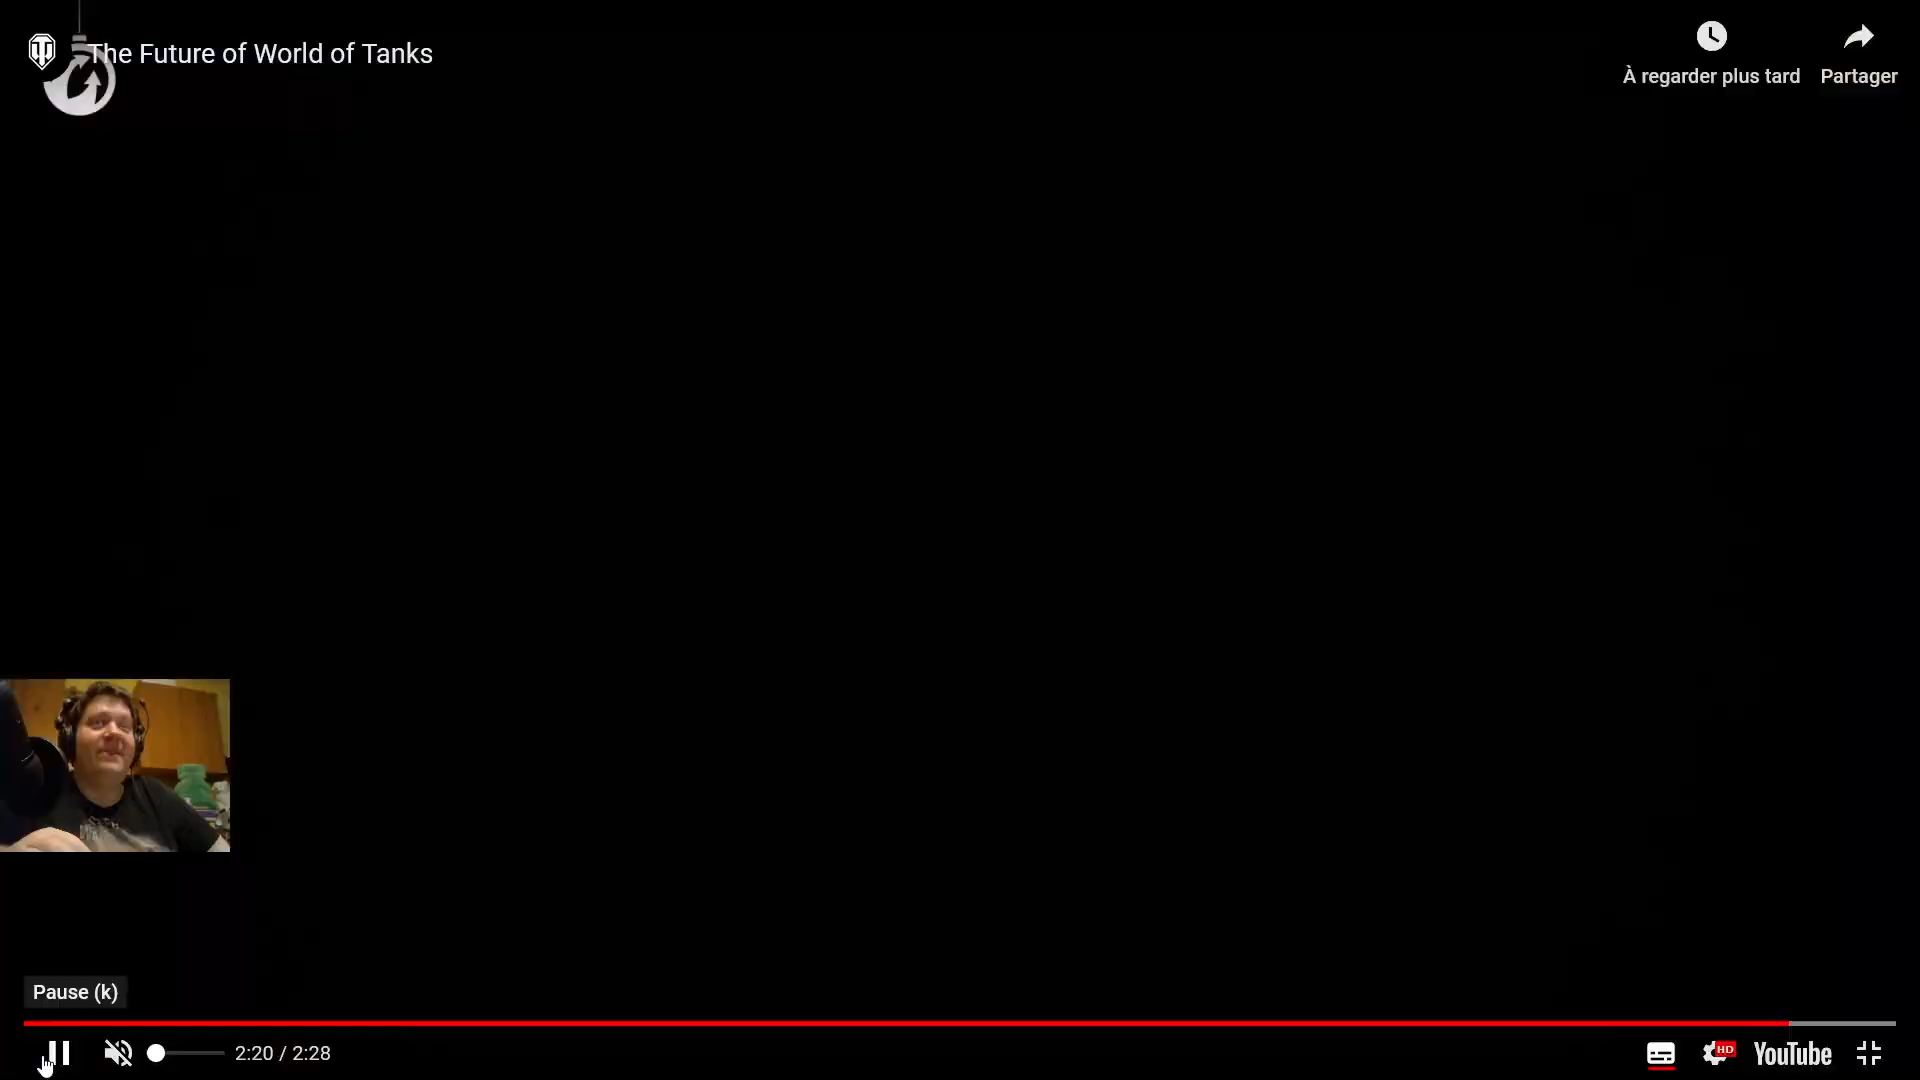 The Future of World of Tanks
À regarder plus tard
Partager
Pause (k)
2:20 / 2:28
HD
YouTube